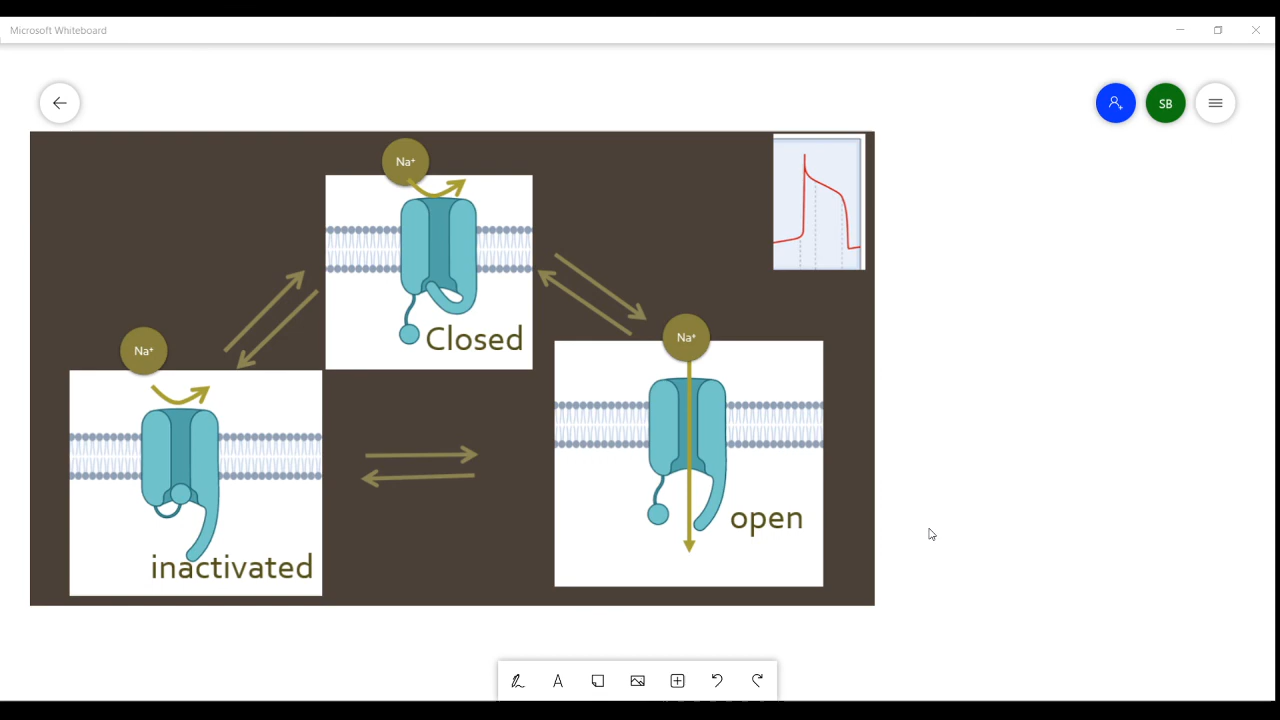 Microsoft Whiteboard
SB
Na⁺
Closed
Na⁺
Na⁺
open
inactivated